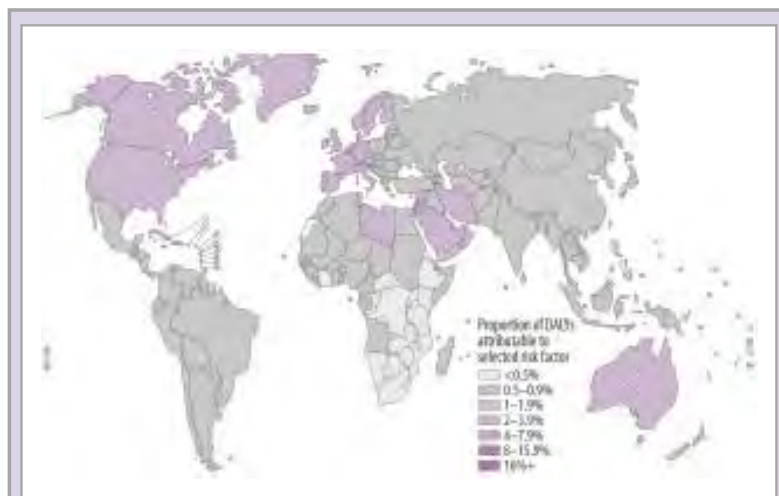 Proportion of DALYs
attributable to
selected risk factor
<0.5%
0.5–0.9%
1–1.9%
2–3.9%
4–7.9%
8–15.9%
16%+